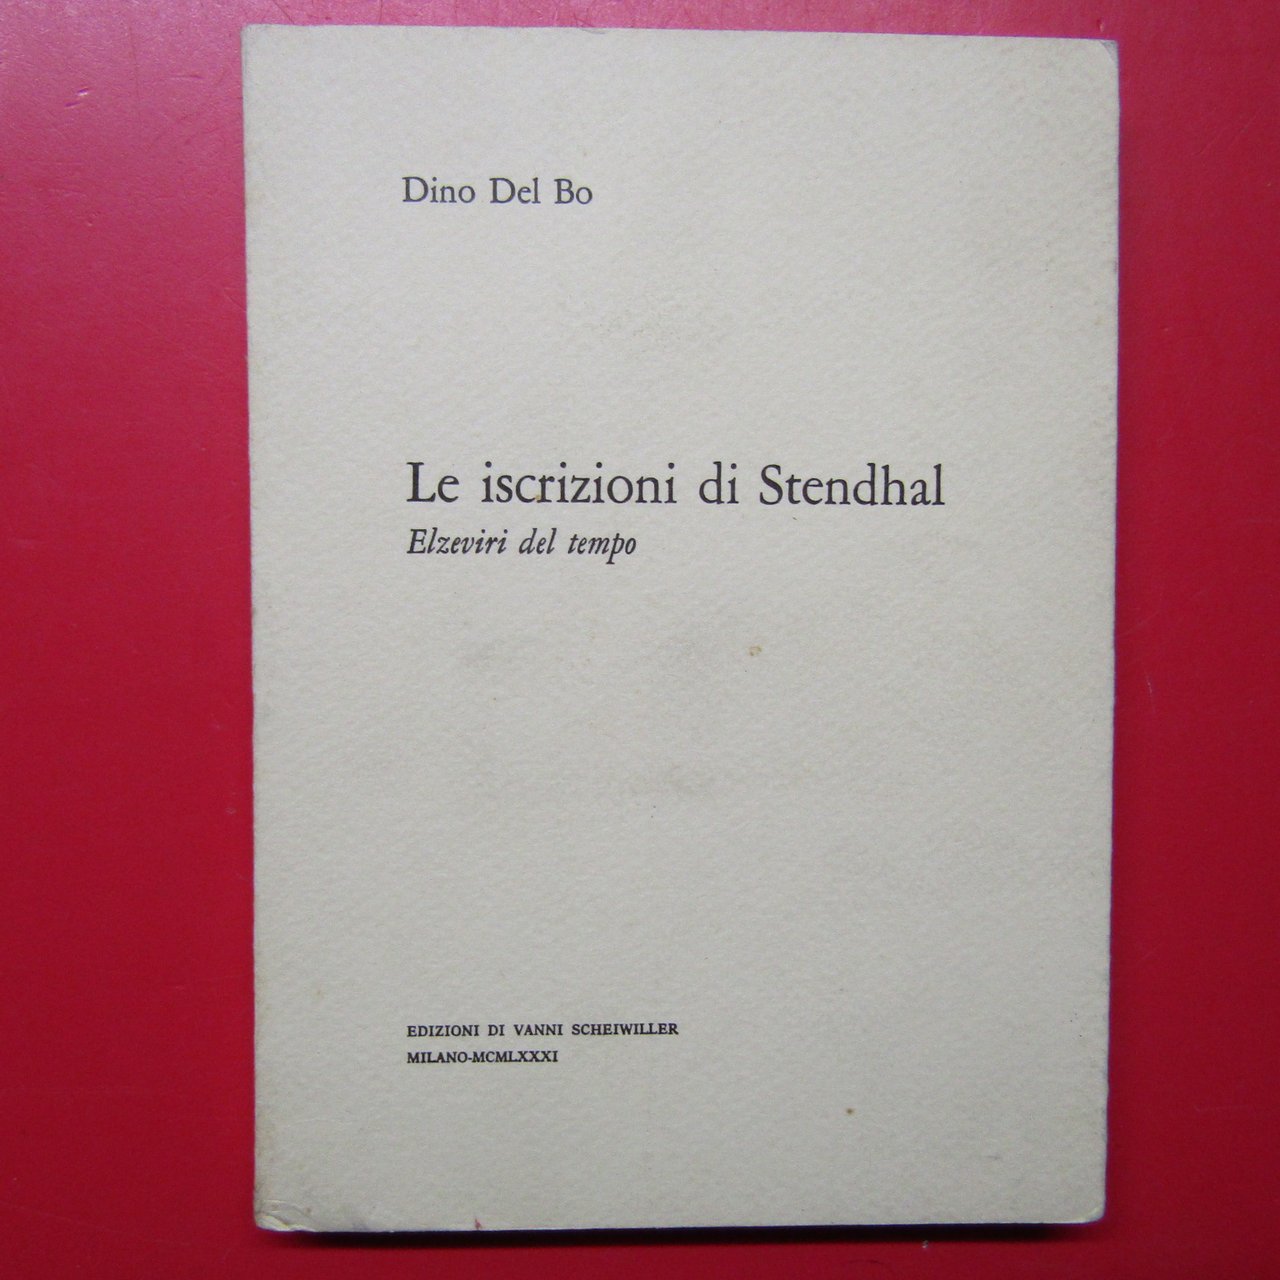 Dino Del Bo
Le iscrizioni di Stendhal
Elzeviri del tempo
EDIZIONI DI VANNI SCHEIWILLER
MILANO-MCMLXXXI